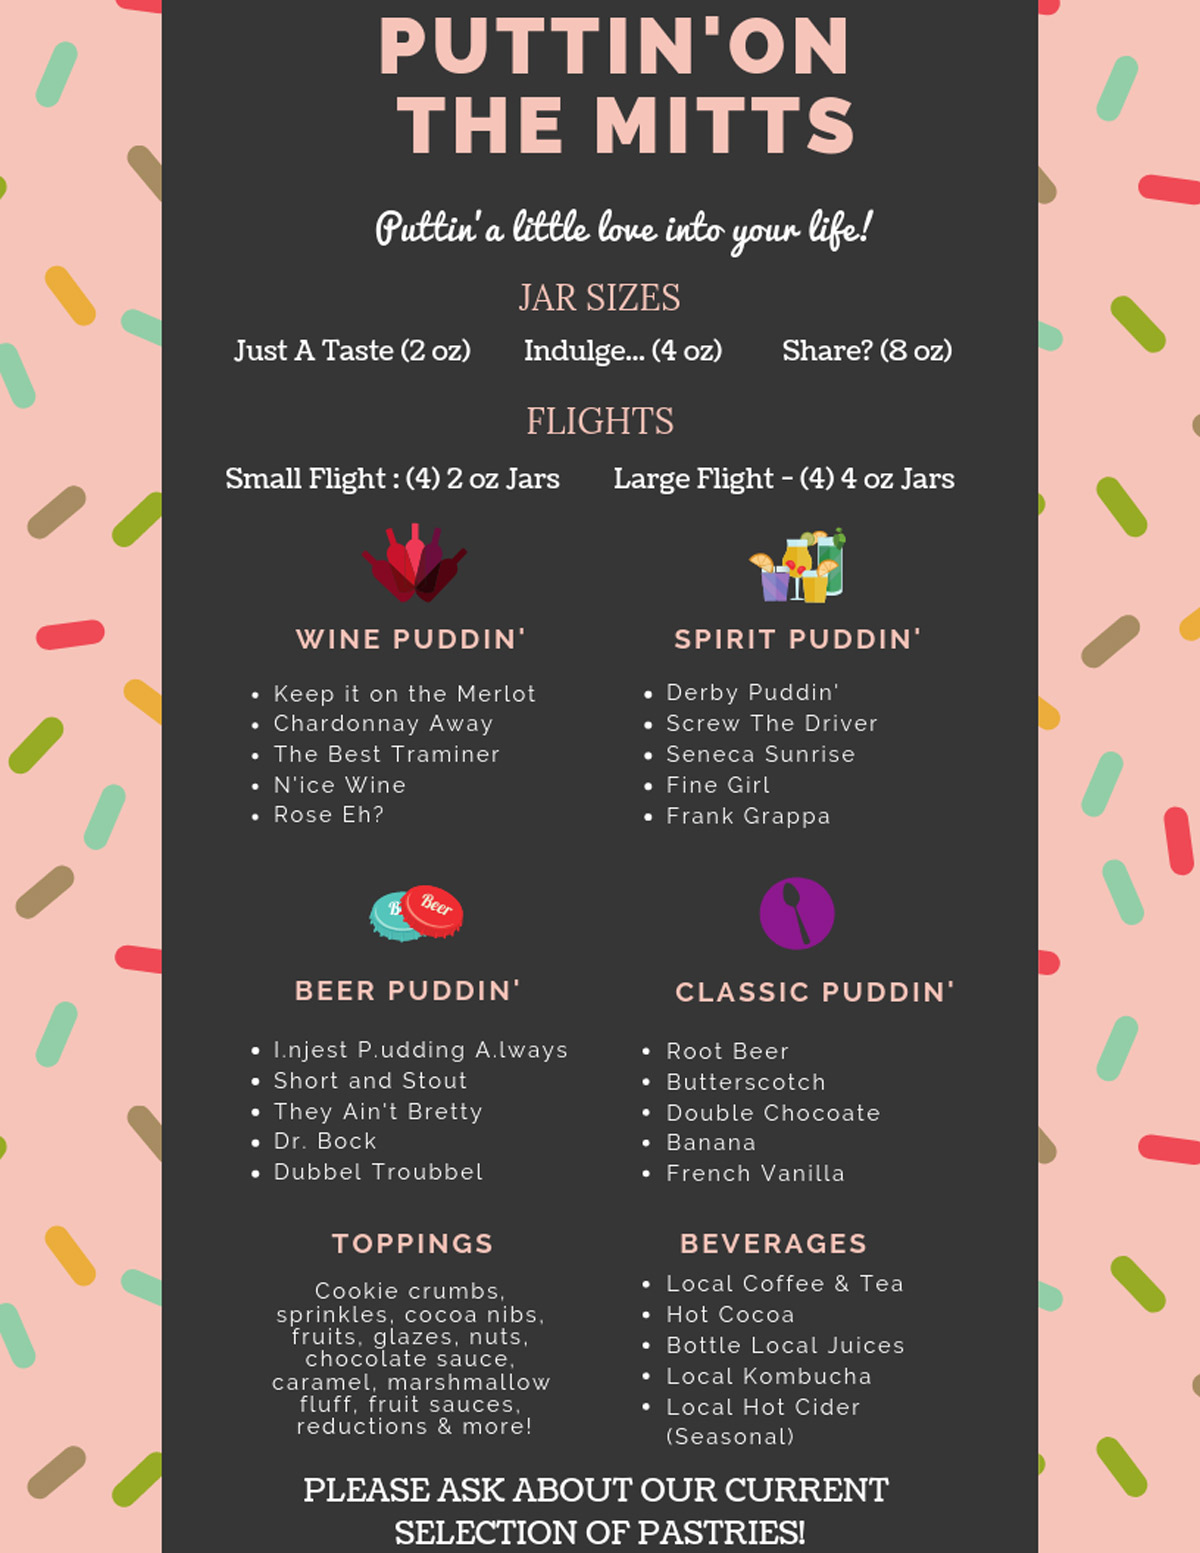 PUTTIN'ON
THE MITTS
Puttin' a little love into your life!
JAR SIZES
Just A Taste (2 oz) Indulge... (4 oz) Share? (8 oz)
FLIGHTS
Small Flight : (4) 2 oz Jars Large Flight - (4) 4 oz Jars
WINE PUDDIN'
• Keep it on the Merlot
• Chardonnay Away
• The Best Traminer
• N'ice Wine
• Rose Eh?
SPIRIT PUDDIN'
• Derby Puddin'
• Screw The Driver
• Seneca Sunrise
• Fine Girl
• Frank Grappa
Beer
BEER PUDDIN'
• I.njest P.udding A.lways
• Short and Stout
• They Ain't Bretty
• Dr. Bock
• Dubbel Troubbel
CLASSIC PUDDIN'
• Root Beer
• Butterscotch
• Double Chocoate
• Banana
• French Vanilla
TOPPINGS
Cookie crumbs,
sprinkles, cocoa nibs,
fruits, glazes, nuts,
chocolate sauce,
caramel, marshmallow
fluff, fruit sauces,
reductions & more!
BEVERAGES
• Local Coffee & Tea
• Hot Cocoa
• Bottle Local Juices
• Local Kombucha
• Local Hot Cider
(Seasonal)
PLEASE ASK ABOUT OUR CURRENT
SELECTION OF PASTRIES!